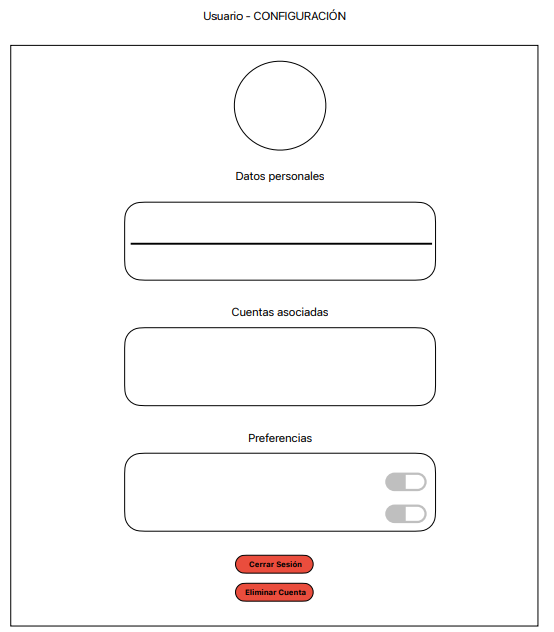 Usuario - CONFIGURACIÓN
Datos personales
Cuentas asociadas
Preferencias
Cerrar Sesión
Eliminar Cuenta